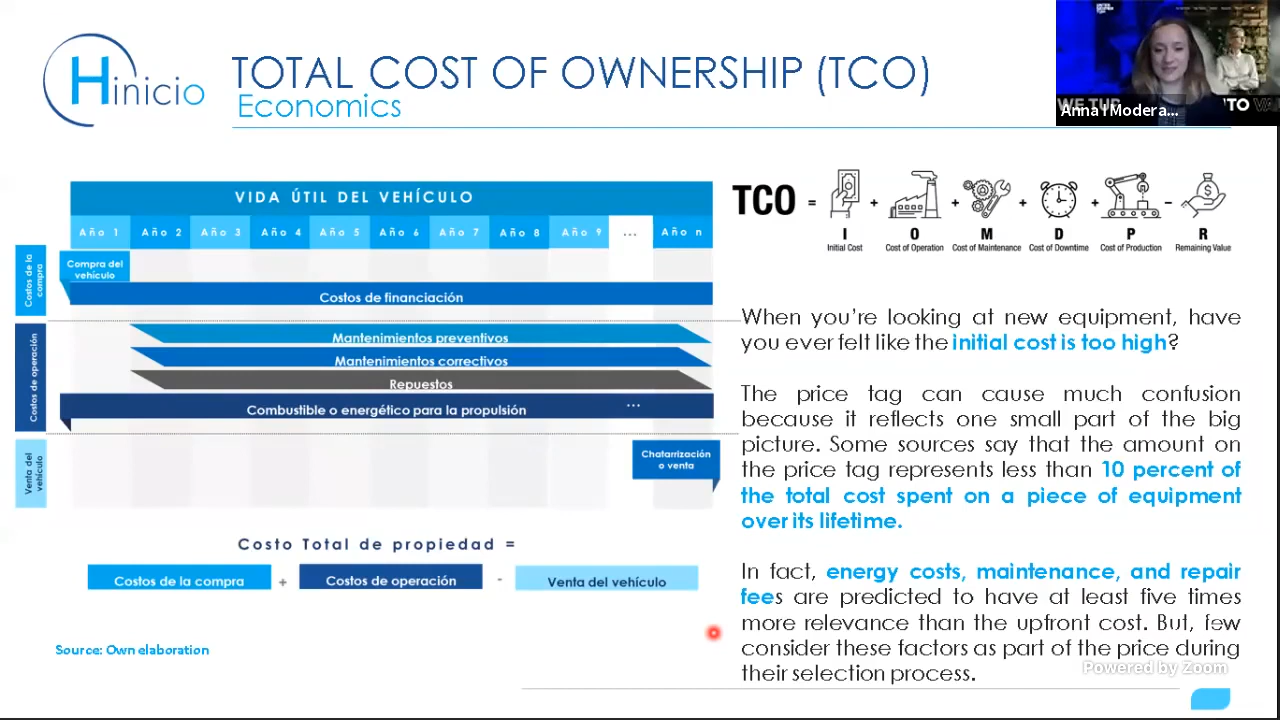 Hinicio
TOTAL COST OF OWNERSHIP (TCO)
Economics
Anna I Modera...
TO
VIDA ÚTIL DEL VEHÍCULO
Año 1 Año 2 Año 3 Año 4 Año 5 Año 6 Año 7 Año 8 Año 9 ... Año n
Costos de la
compra
Compra del
vehículo
Costos de financiación
Costos de operación
Mantenimientos preventivos
Mantenimientos correctivos
Repuestos
Combustible o energético para la propulsión ...
Venta del
vehículo
Chatarrización
o venta
Costo Total de propiedad =
Costos de la compra + Costos de operación - Venta del vehículo
Source: Own elaboration
TCO = I + O + M + D + P - R
Initial Cost Cost of Operation Cost of Maintenance Cost of Downtime Cost of Production Remaining Value
When you’re looking at new equipment, have
you ever felt like the initial cost is too high?
The price tag can cause much confusion
because it reflects one small part of the big
picture. Some sources say that the amount on
the price tag represents less than 10 percent of
the total cost spent on a piece of equipment
over its lifetime.
In fact, energy costs, maintenance, and repair
fees are predicted to have at least five times
more relevance than the upfront cost. But, few
consider these factors as part of the price during
their selection process.
Powered by Zoom